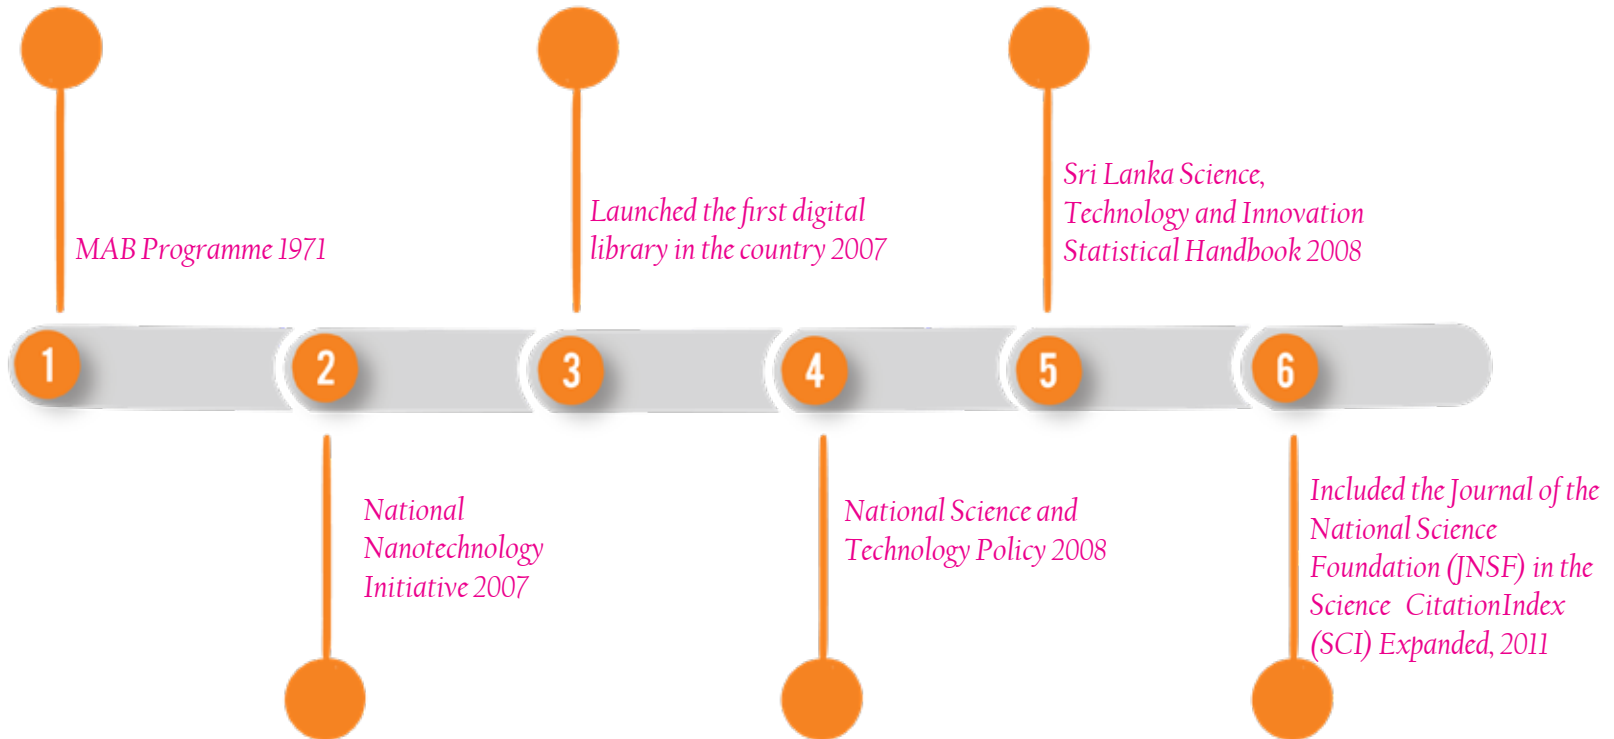 MAB Programme 1971
Launched the first digital
library in the country 2007
Sri Lanka Science,
Technology and Innovation
Statistical Handbook 2008
1
2
3
4
5
6
National
Nanotechnology
Initiative 2007
National Science and
Technology Policy 2008
Included the Journal of the
National Science
Foundation (JNSF) in the
Science CitationIndex
(SCI) Expanded, 2011